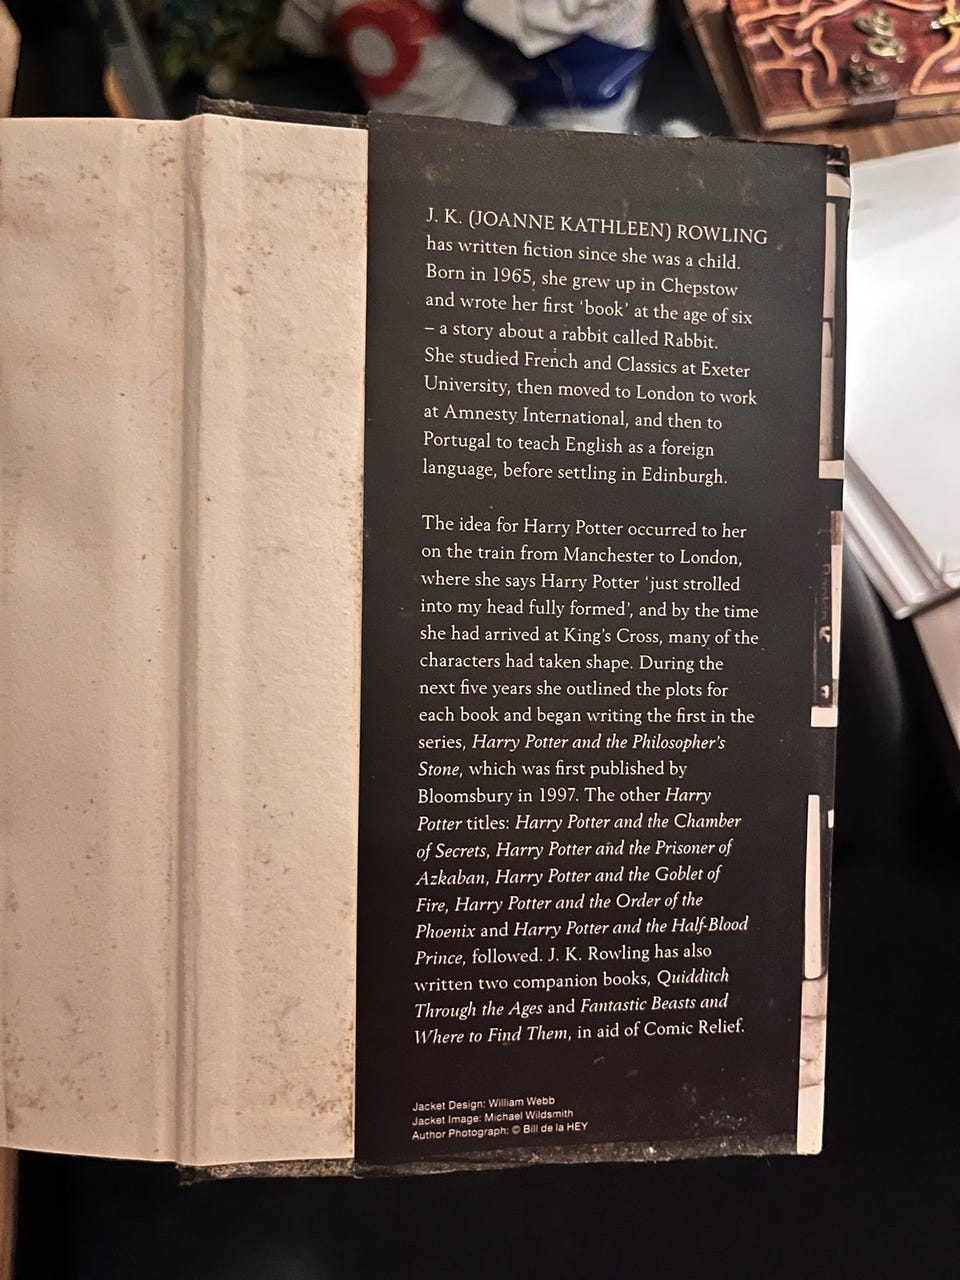 J. K. (JOANNE KATHLEEN) ROWLING
has written fiction since she was a child.
Born in 1965, she grew up in Chepstow
and wrote her first ‘book’ at the age of six
– a story about a rabbit called Rabbit.
She studied French and Classics at Exeter
University, then moved to London to work
at Amnesty International, and then to
Portugal to teach English as a foreign
language, before settling in Edinburgh.
The idea for Harry Potter occurred to her
on the train from Manchester to London,
where she says Harry Potter ‘just strolled
into my head fully formed’, and by the time
she had arrived at King’s Cross, many of the
characters had taken shape. During the
next five years she outlined the plots for
each book and began writing the first in the
series, Harry Potter and the Philosopher’s
Stone, which was first published by
Bloomsbury in 1997. The other Harry
Potter titles: Harry Potter and the Chamber
of Secrets, Harry Potter and the Prisoner of
Azkaban, Harry Potter and the Goblet of
Fire, Harry Potter and the Order of the
Phoenix and Harry Potter and the Half-Blood
Prince, followed. J. K. Rowling has also
written two companion books, Quidditch
Through the Ages and Fantastic Beasts and
Where to Find Them, in aid of Comic Relief.
Jacket Design: William Webb
Jacket Image: Michael Wildsmith
Author Photograph: © Bill de la HEY